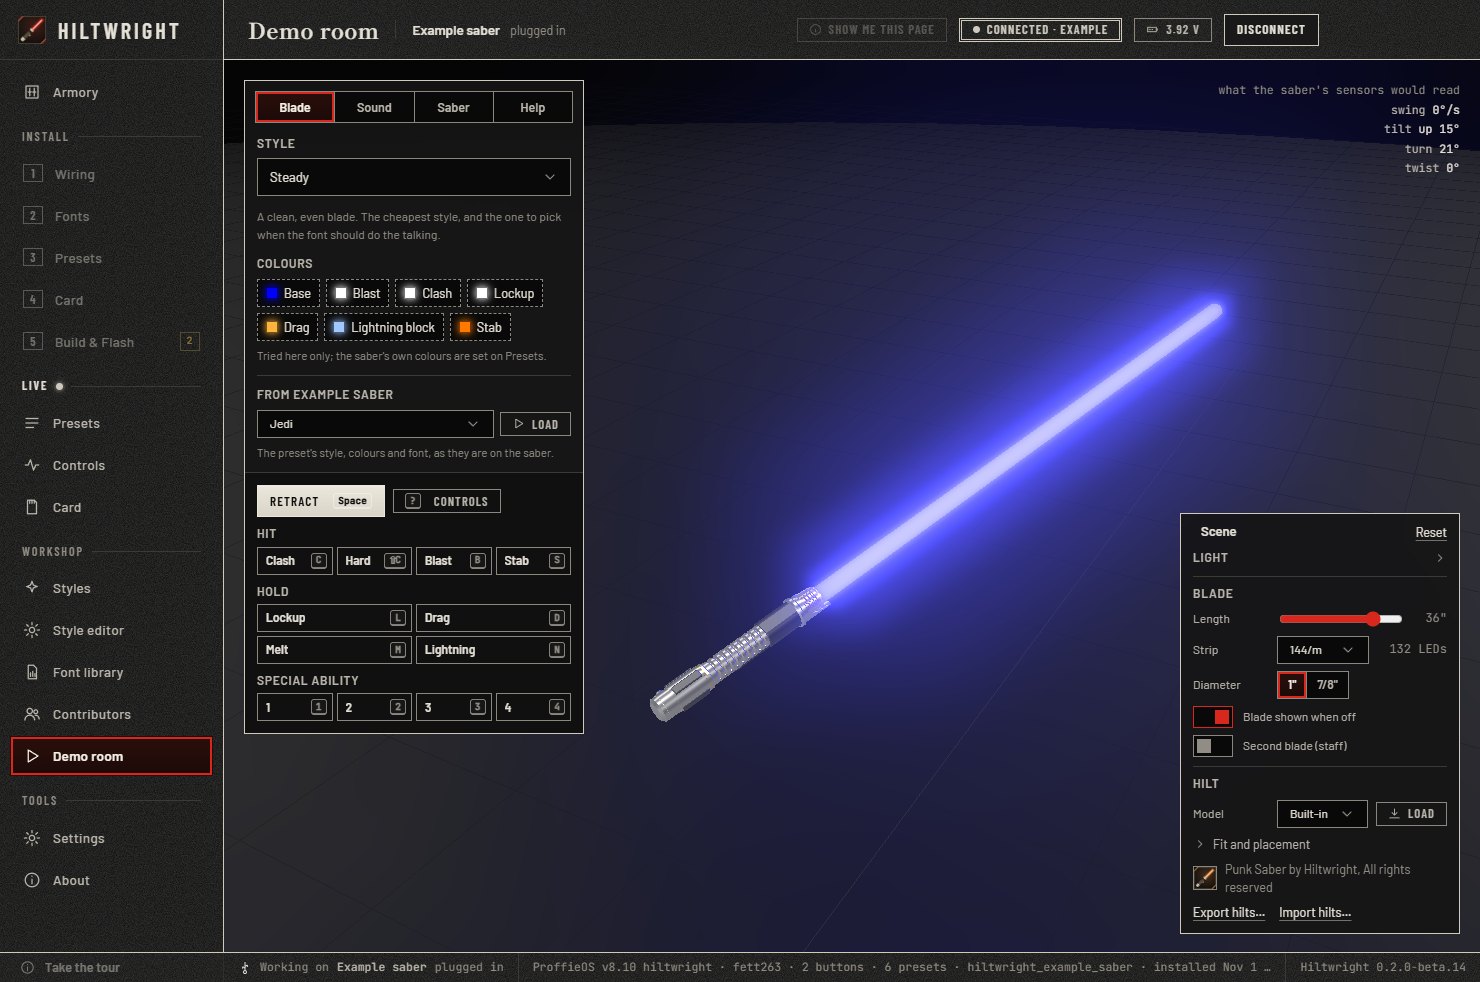 HILTWRIGHT
Demo room
Example saber plugged in
SHOW ME THIS PAGE
CONNECTED · EXAMPLE
3.92 V
DISCONNECT
Armory
INSTALL
1 Wiring
2 Fonts
3 Presets
4 Card
5 Build & Flash 2
LIVE
Presets
Controls
Card
WORKSHOP
Styles
Style editor
Font library
Contributors
Demo room
TOOLS
Settings
About
Take the tour
Blade Sound Saber Help
STYLE
Steady
A clean, even blade. The cheapest style, and the one to pick
when the font should do the talking.
COLOURS
Base Blast Clash Lockup
Drag Lightning block Stab
Tried here only; the saber's own colours are set on Presets.
FROM EXAMPLE SABER
Jedi LOAD
The preset's style, colours and font, as they are on the saber.
RETRACT Space ? CONTROLS
HIT
Clash C Hard ⇧C Blast B Stab S
HOLD
Lockup L Drag D
Melt M Lightning N
SPECIAL ABILITY
1 1 2 2 3 3 4 4
what the saber's sensors would read
swing 0°/s
tilt up 15°
turn 21°
twist 0°
Scene Reset
LIGHT
BLADE
Length 36"
Strip 144/m 132 LEDs
Diameter 1" 7/8"
Blade shown when off
Second blade (staff)
HILT
Model Built-in LOAD
Fit and placement
Punk Saber by Hiltwright, All rights
reserved
Export hilts... Import hilts...
Working on Example saber plugged in
ProffieOS v8.10 hiltwright · fett263 · 2 buttons · 6 presets · hiltwright_example_saber · installed Nov 1 …
Hiltwright 0.2.0-beta.14